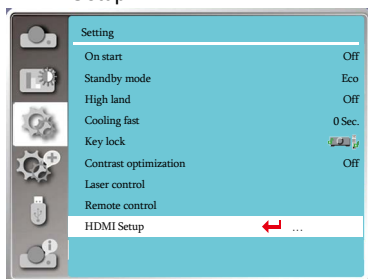 Setting
On start Off
Standby mode Eco
High land Off
Cooling fast 0 Sec.
Key lock
Contrast optimization Off
Laser control
Remote control
HDMI Setup ...